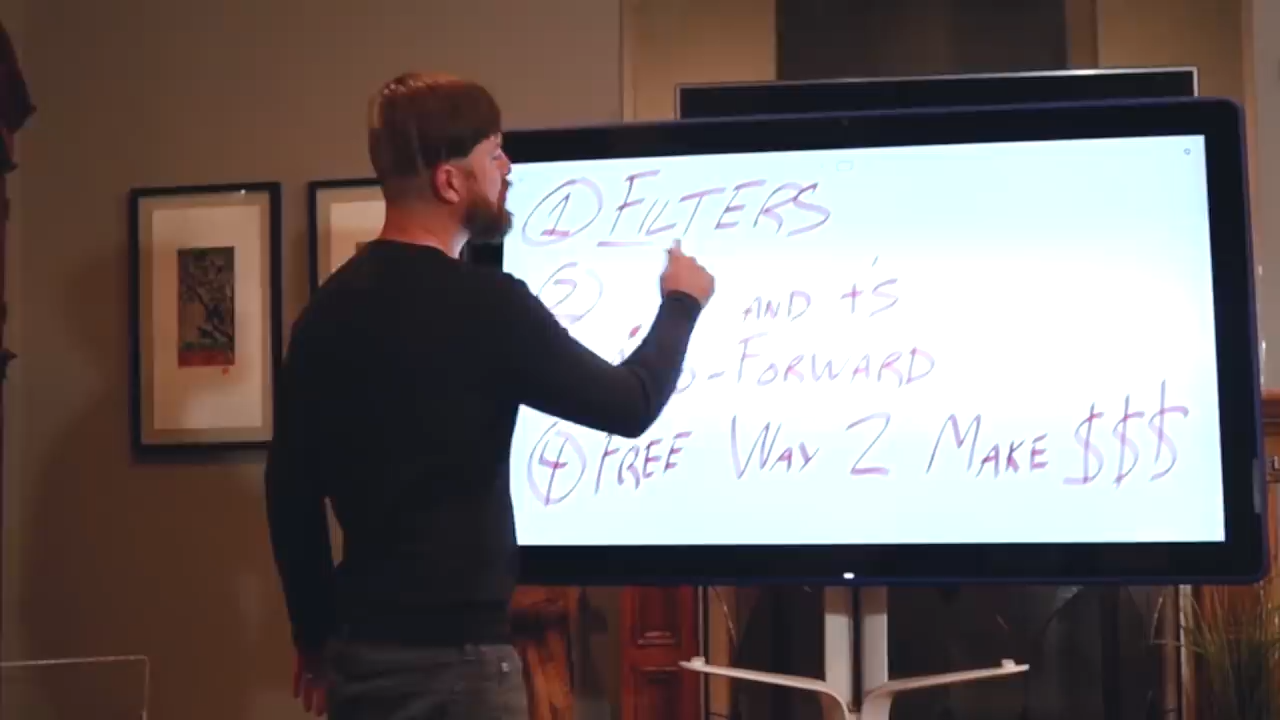 ① FILTERS
② AND +'S
-FORWARD
④ FREE WAY 2 MAKE $$$